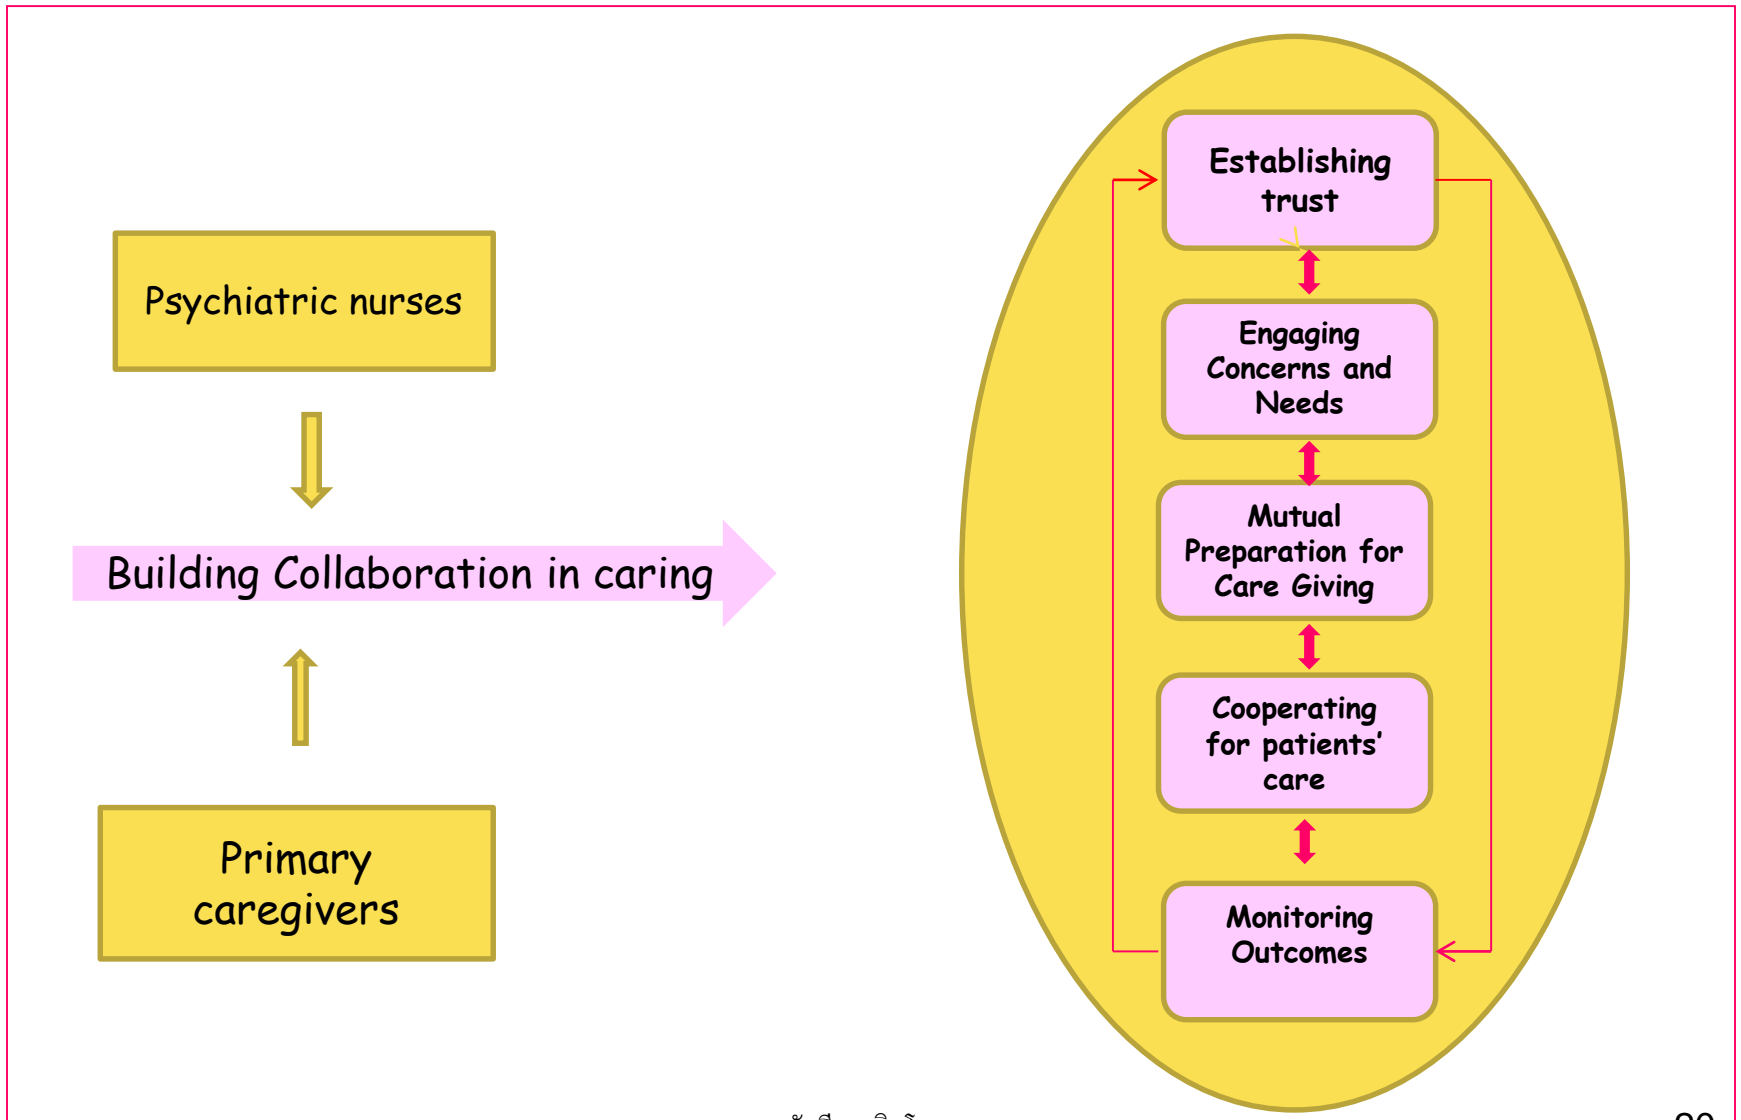 Psychiatric nurses
Building Collaboration in caring
Primary
caregivers
Establishing
trust
Engaging
Concerns and
Needs
Mutual
Preparation for
Care Giving
Cooperating
for patients'
care
Monitoring
Outcomes